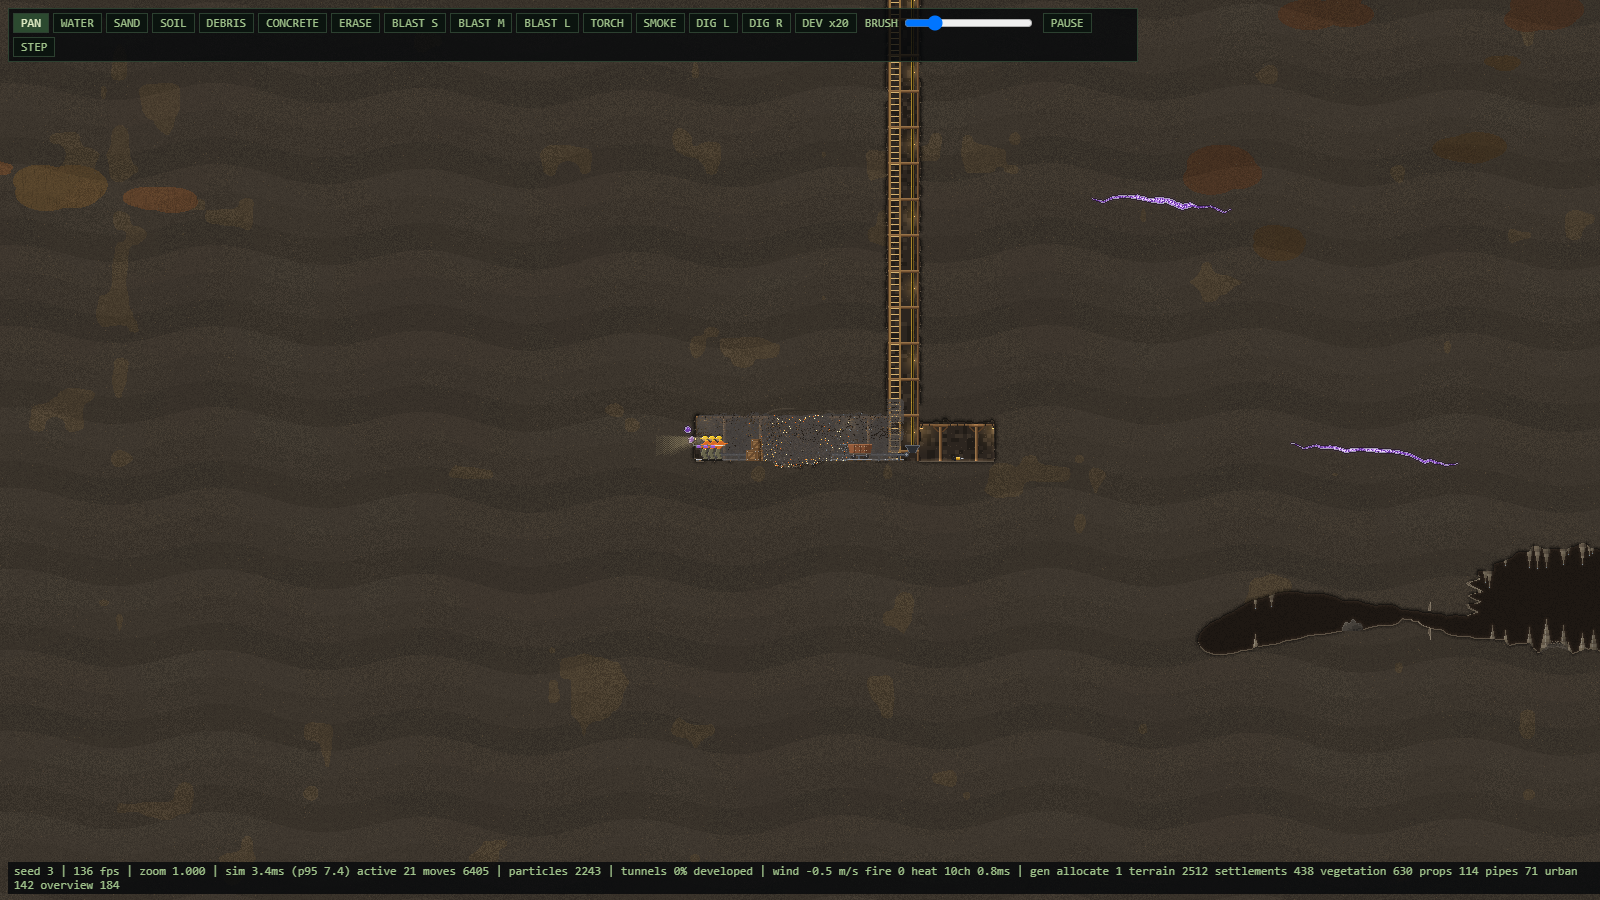 PAN WATER SAND SOIL DEBRIS CONCRETE ERASE BLAST S BLAST M BLAST L TORCH SMOKE DIG L DIG R DEV x20 BRUSH PAUSE
STEP
seed 3 | 136 fps | zoom 1.000 | sim 3.4ms (p95 7.4) active 21 moves 6405 | particles 2243 | tunnels 0% developed | wind -0.5 m/s fire 0 heat 10ch 0.8ms | gen allocate 1 terrain 2512 settlements 438 vegetation 630 props 114 pipes 71 urban
142 overview 184